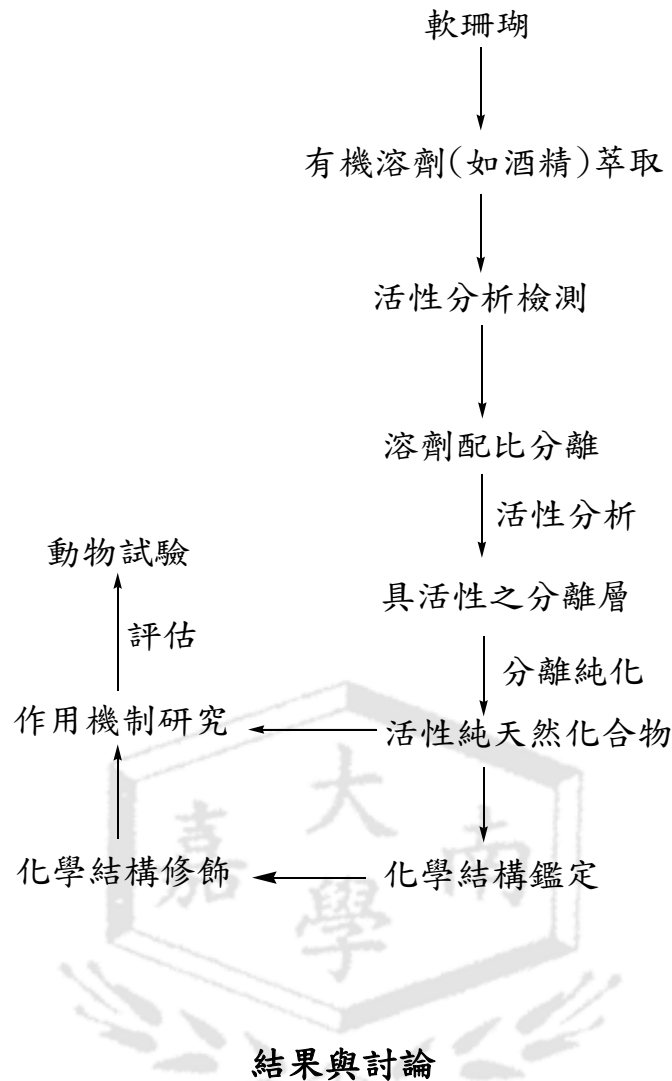 軟珊瑚
有機溶劑(如酒精)萃取
活性分析檢測
溶劑配比分離
活性分析
動物試驗
具活性之分離層
評估
分離純化
作用機制研究
活性純天然化合物
化學結構修飾
化學結構鑑定
嘉
大
南
學
結果與討論